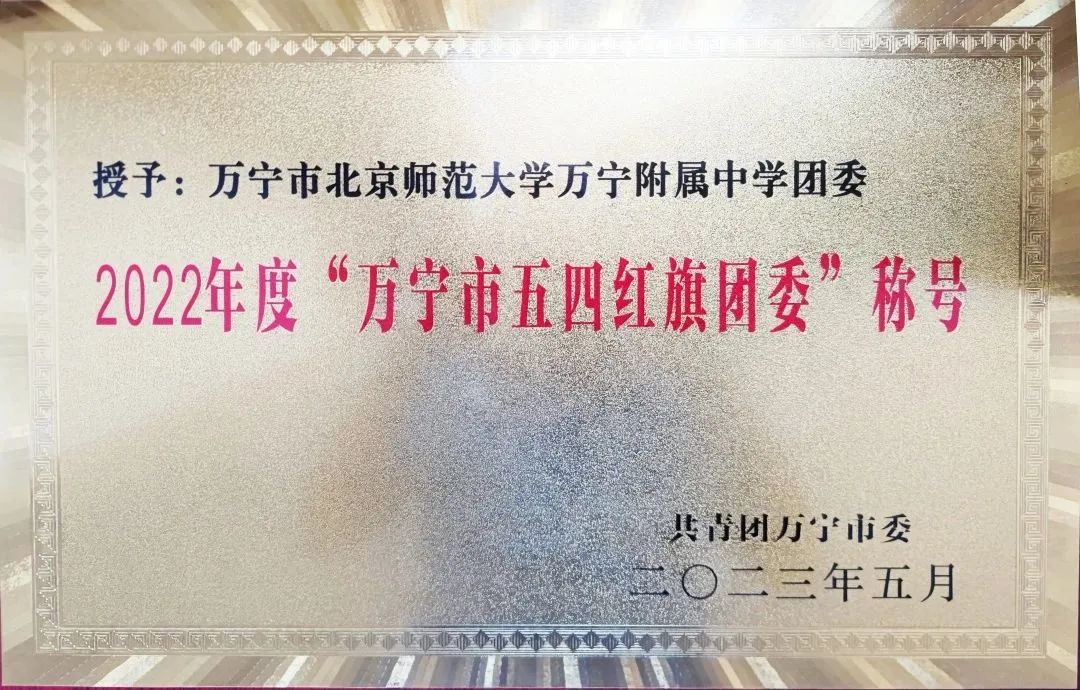 授予：万宁市北京师范大学万宁附属中学团委
2022年度“万宁市五四红旗团委”称号
共青团万宁市委
二〇二三年五月